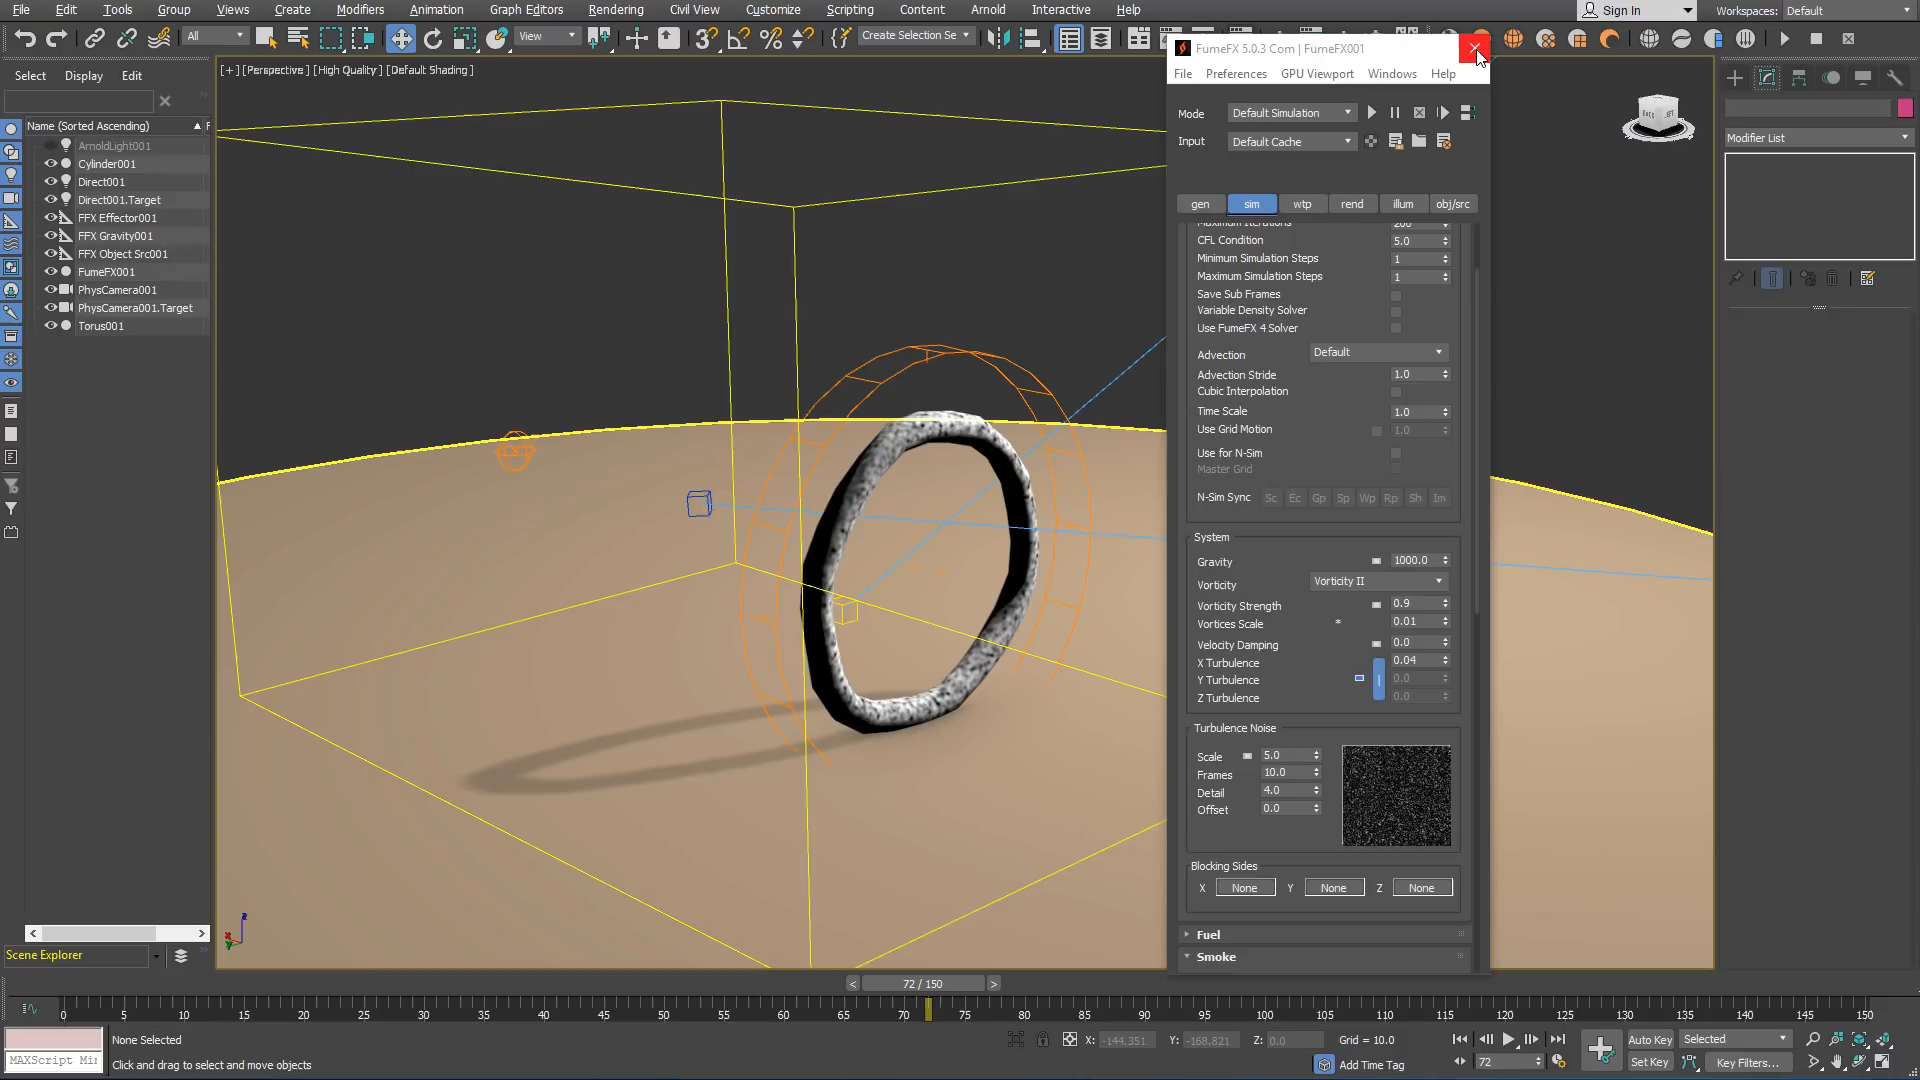 File Edit Tools Group Views Create Modifiers Animation Graph Editors Rendering Civil View Customize Scripting Content Arnold Interactive Help Sign In Workspaces: Default
All View Create Selection Se
FumeFX 5.0.3 Com | FumeFX001
Select Display Edit
[+] [Perspective ] [High Quality ] [Default Shading ]
File Preferences GPU Viewport Windows Help
Name (Sorted Ascending) F
ArnoldLight001
Cylinder001
Direct001
Direct001.Target
FFX Effector001
FFX Gravity001
FFX Object Src001
FumeFX001
PhysCamera001
PhysCamera001.Target
Torus001
Mode Default Simulation
Input Default Cache
gen sim wtp rend illum obj/src
Maximum Iterations 200
CFL Condition 5.0
Minimum Simulation Steps 1
Maximum Simulation Steps 1
Save Sub Frames
Variable Density Solver
Use FumeFX 4 Solver
Advection Default
Advection Stride 1.0
Cubic Interpolation
Time Scale 1.0
Use Grid Motion 1.0
Use for N-Sim
Master Grid
N-Sim Sync Sc Ec Gp Sp Wp Rp Sh Im
System
Gravity 1000.0
Vorticity Vorticity II
Vorticity Strength 0.9
Vortices Scale * 0.01
Velocity Damping 0.0
X Turbulence 0.04
Y Turbulence 0.0
Z Turbulence 0.0
Turbulence Noise
Scale 5.0
Frames 10.0
Detail 4.0
Offset 0.0
Blocking Sides
X None Y None Z None
Fuel
Smoke
Modifier List
Scene Explorer
< 72 / 150 >
0 5 10 15 20 25 30 35 40 45 50 55 60 65 70 75 80 85 90 95 100 105 110 115 120 125 130 135 140 145 150
None Selected
X: -144.351 Y: -168.821 Z: 0.0 Grid = 10.0
Auto Key Selected
MAXScript Mi
Click and drag to select and move objects
Add Time Tag
72
Set Key Key Filters...